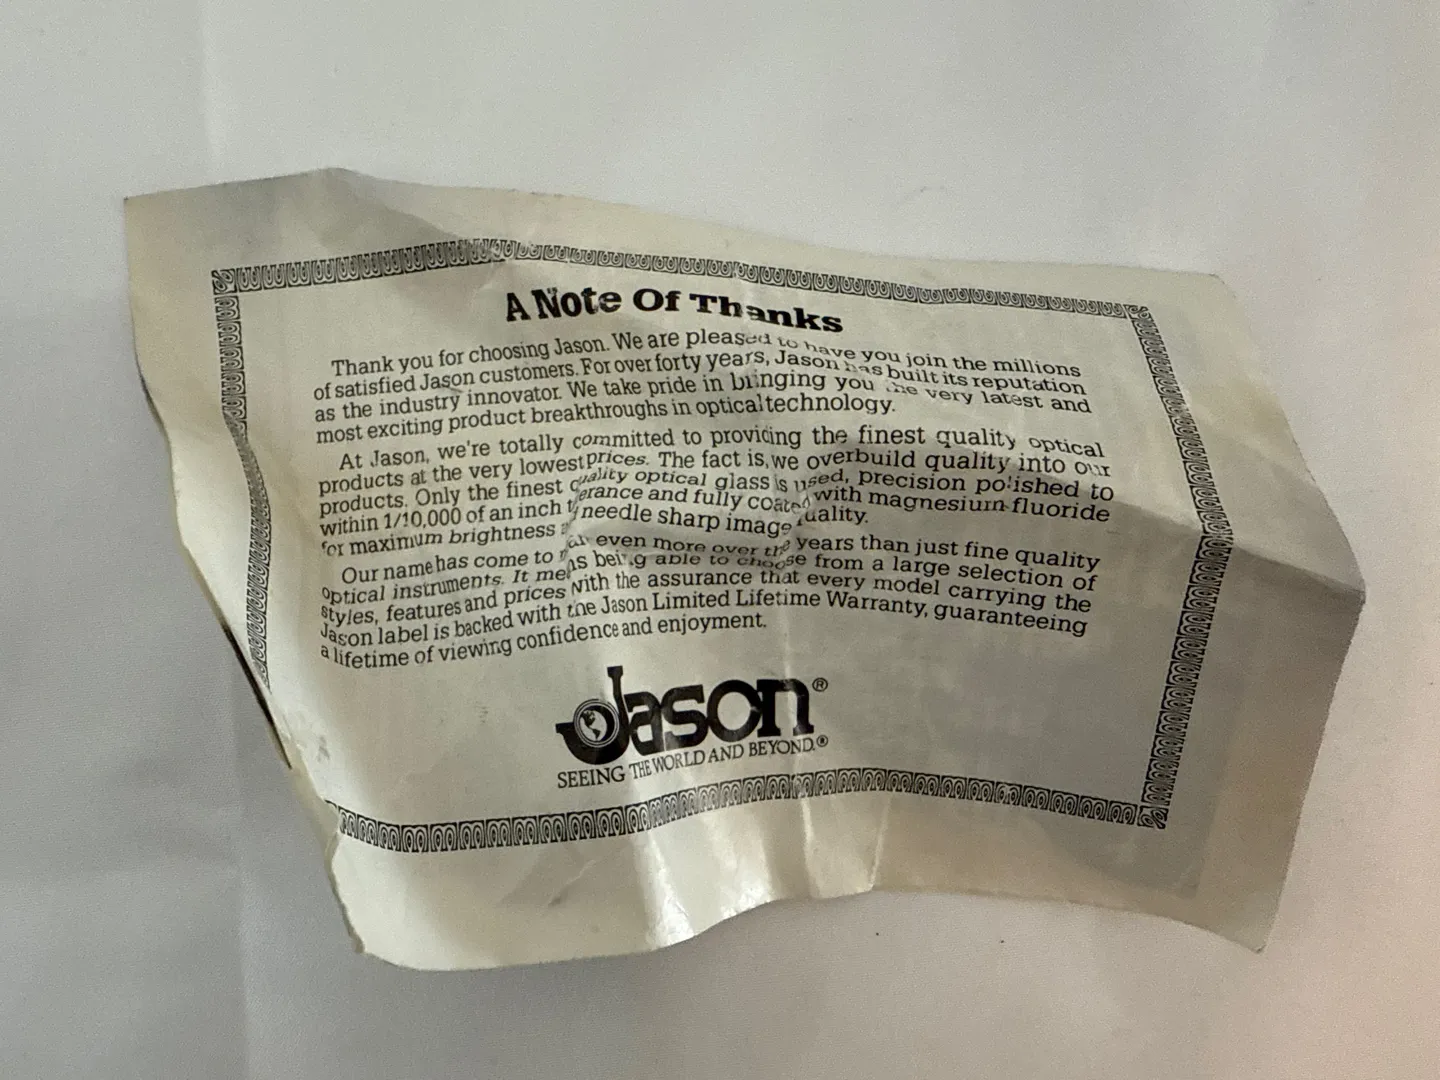 A Note Of Thanks
Thank you for choosing Jason. We are pleased to have you join the millions
of satisfied Jason customers. For over forty years, Jason has built its reputation
as the industry innovator. We take pride in bringing you the very latest and
most exciting product breakthroughs in optical technology.
At Jason, we're totally committed to providing the finest quality optical
products at the very lowest prices. The fact is, we overbuild quality into our
products. Only the finest quality optical glass is used, precision polished to
within 1/10,000 of an inch tolerance and fully coated with magnesium fluoride
for maximum brightness needle sharp image quality.
Our name has come to even more over the years than just fine quality
optical instruments. It means being able to choose from a large selection of
styles, features and prices with the assurance that every model carrying the
Jason label is backed with the Jason Limited Lifetime Warranty, guaranteeing
a lifetime of viewing confidence and enjoyment.
Jason®
SEEING THE WORLD AND BEYOND.®